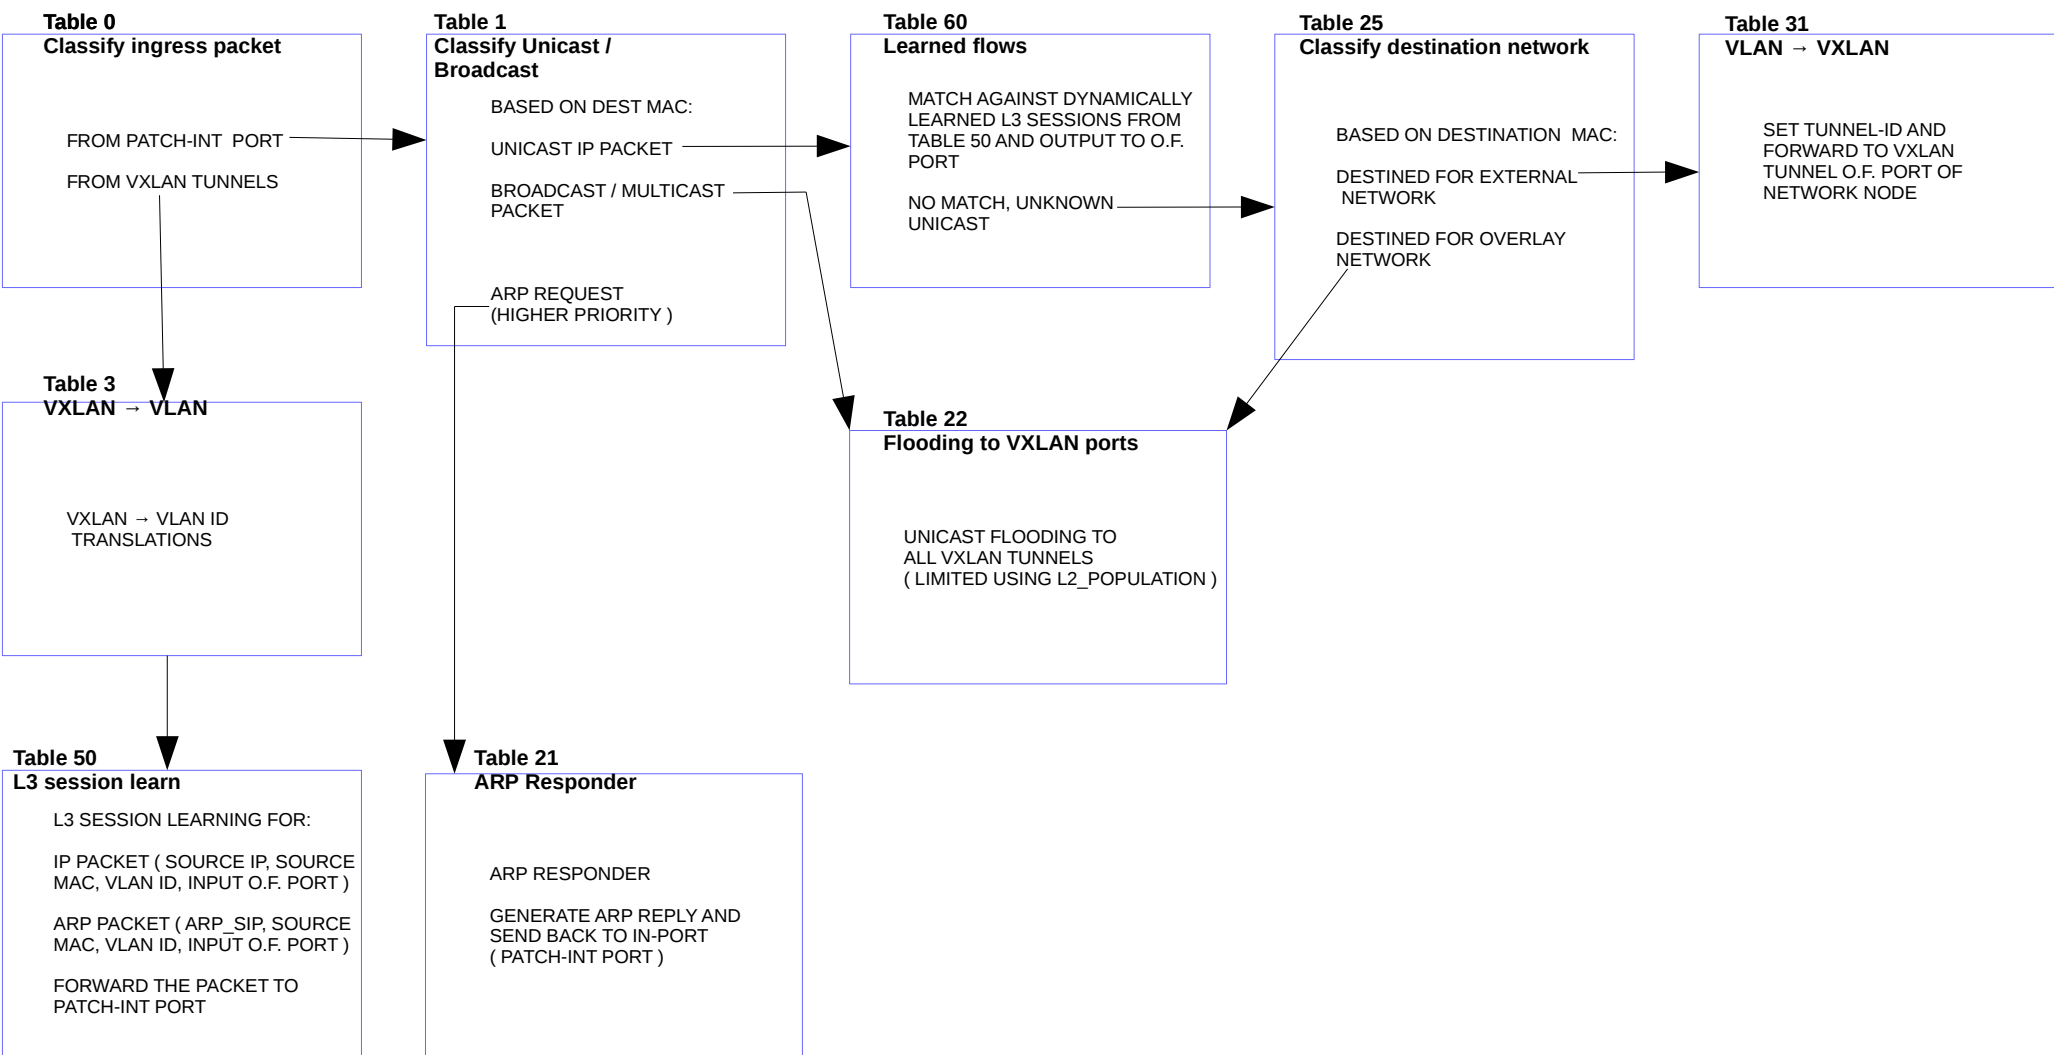 Table 0
Classify ingress packet
FROM PATCH-INT  PORT
FROM VXLAN TUNNELS
Table 1
Classify Unicast /
Broadcast
BASED ON DEST MAC:
UNICAST IP PACKET
BROADCAST / MULTICAST
PACKET
ARP REQUEST
(HIGHER PRIORITY )
Table 60
Learned flows
MATCH AGAINST DYNAMICALLY
LEARNED L3 SESSIONS FROM
TABLE 50 AND OUTPUT TO O.F.
PORT
NO MATCH, UNKNOWN
UNICAST
Table 25
Classify destination network
BASED ON DESTINATION  MAC:
DESTINED FOR EXTERNAL
NETWORK
DESTINED FOR OVERLAY
NETWORK
Table 31
VLAN → VXLAN
SET TUNNEL-ID AND
FORWARD TO VXLAN
TUNNEL O.F. PORT OF
NETWORK NODE
Table 3
VXLAN → VLAN
VXLAN → VLAN ID
TRANSLATIONS
Table 22
Flooding to VXLAN ports
UNICAST FLOODING TO
ALL VXLAN TUNNELS
( LIMITED USING L2_POPULATION )
Table 50
L3 session learn
L3 SESSION LEARNING FOR:
IP PACKET ( SOURCE IP, SOURCE
MAC, VLAN ID, INPUT O.F. PORT )
ARP PACKET ( ARP_SIP, SOURCE
MAC, VLAN ID, INPUT O.F. PORT )
FORWARD THE PACKET TO
PATCH-INT PORT
Table 21
ARP Responder
ARP RESPONDER
GENERATE ARP REPLY AND
SEND BACK TO IN-PORT
( PATCH-INT PORT )